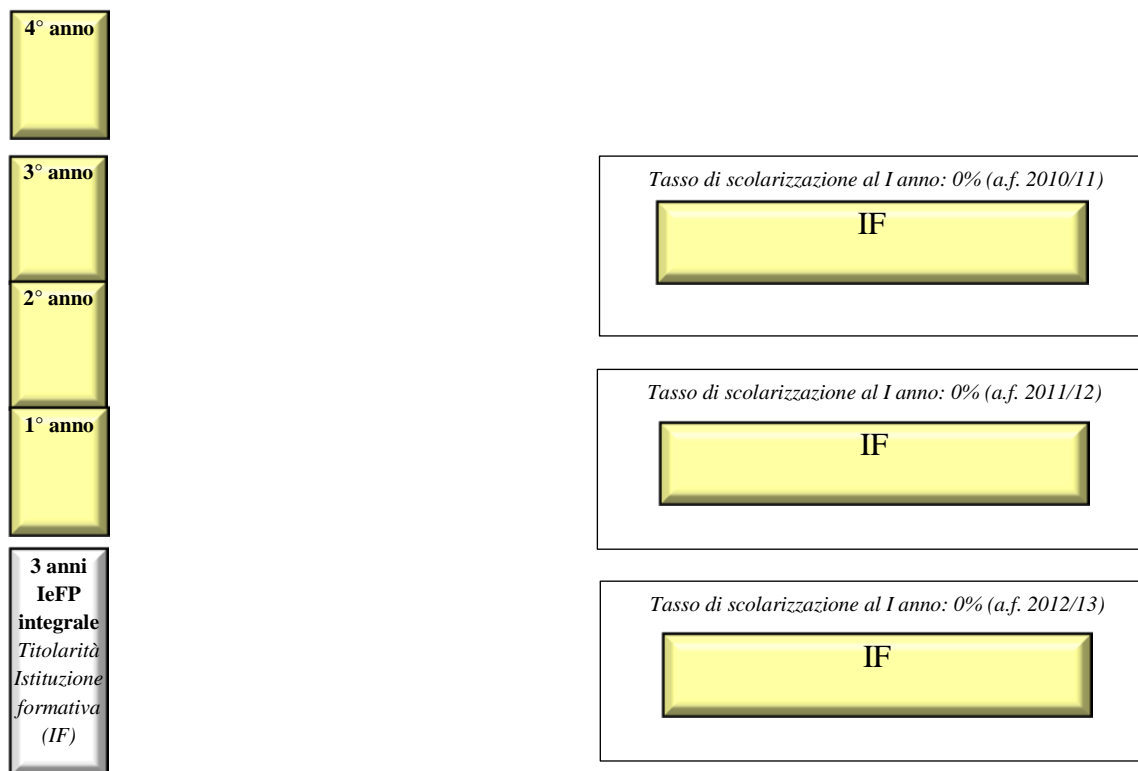 4° anno
3° anno
2° anno
1° anno
3 anni
IeFP
integrale
Titolarità
Istituzione
formativa
(IF)
Tasso di scolarizzazione al I anno: 0% (a.f. 2010/11)
IF
Tasso di scolarizzazione al I anno: 0% (a.f. 2011/12)
IF
Tasso di scolarizzazione al I anno: 0% (a.f. 2012/13)
IF